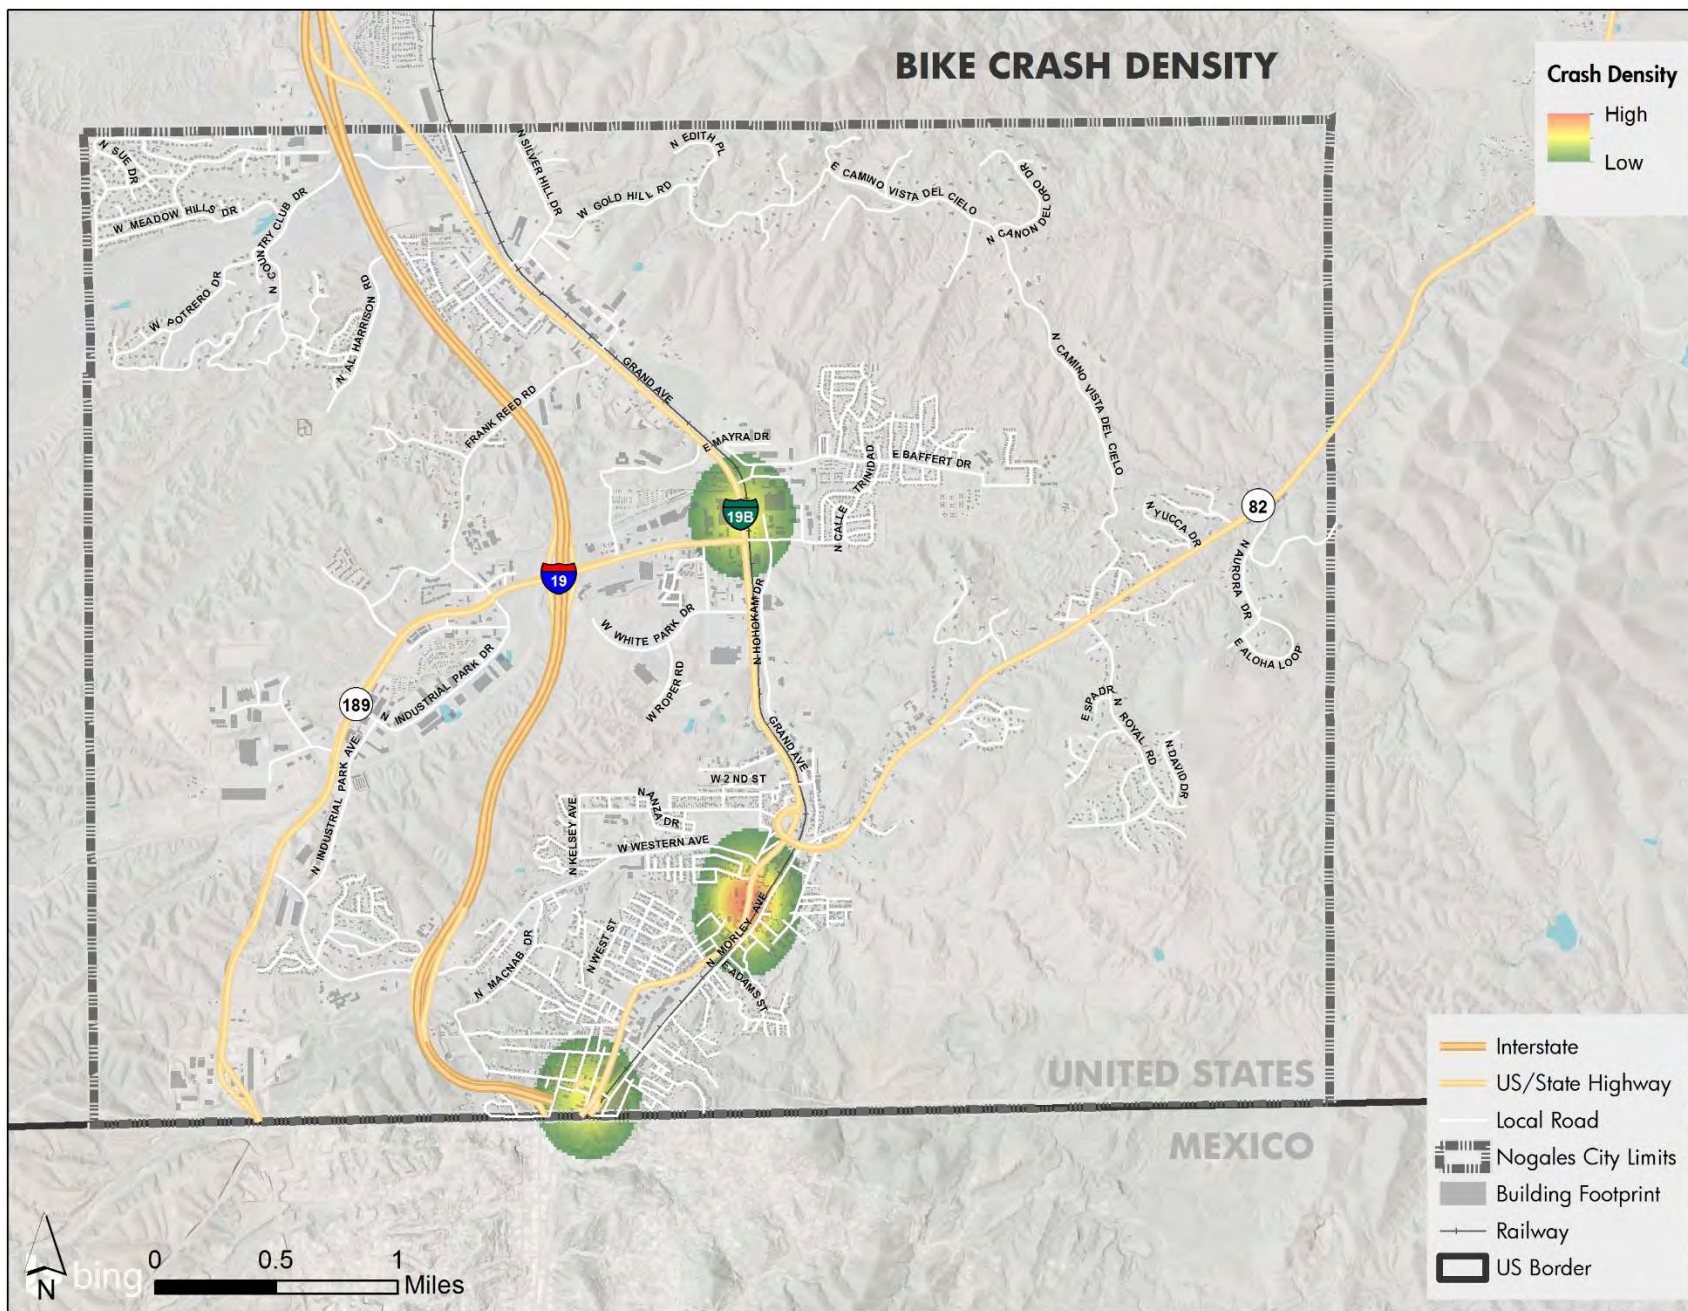 BIKE CRASH DENSITY
Crash Density
High
Low
N SUE DR
W MEADOW HILLS DR
N COUNTRY CLUB DR
W POTRERO DR
N AL HARRISON RD
N SILVER HILL DR
W GOLD HILL RD
N EDITH PL
E CAMINO VISTA DEL CIELO
N CANON DEL ORO DR
N CAMINO VISTA DEL CIELO
GRAND AVE
FRANK REED RD
E MAYRA DR
E BAFFERT DR
N CALLE TRINIDAD
19B
82
N YUCCA DR
N AURORA DR
E ALOHA LOOP
19
W WHITE PARK DR
N HOHOKAM DR
W ROPER RD
N INDUSTRIAL PARK DR
189
N INDUSTRIAL PARK AVE
E SPA DR
N ROYAL RD
N DAVID DR
GRAND AVE
W 2ND ST
N ANZA DR
N KELSEY AVE
W WESTERN AVE
N MORLEY AVE
N WEST ST
N MACNAB DR
E ADAMS ST
UNITED STATES
MEXICO
Interstate
US/State Highway
Local Road
Nogales City Limits
Building Footprint
Railway
US Border
N
bing
0 0.5 1
Miles